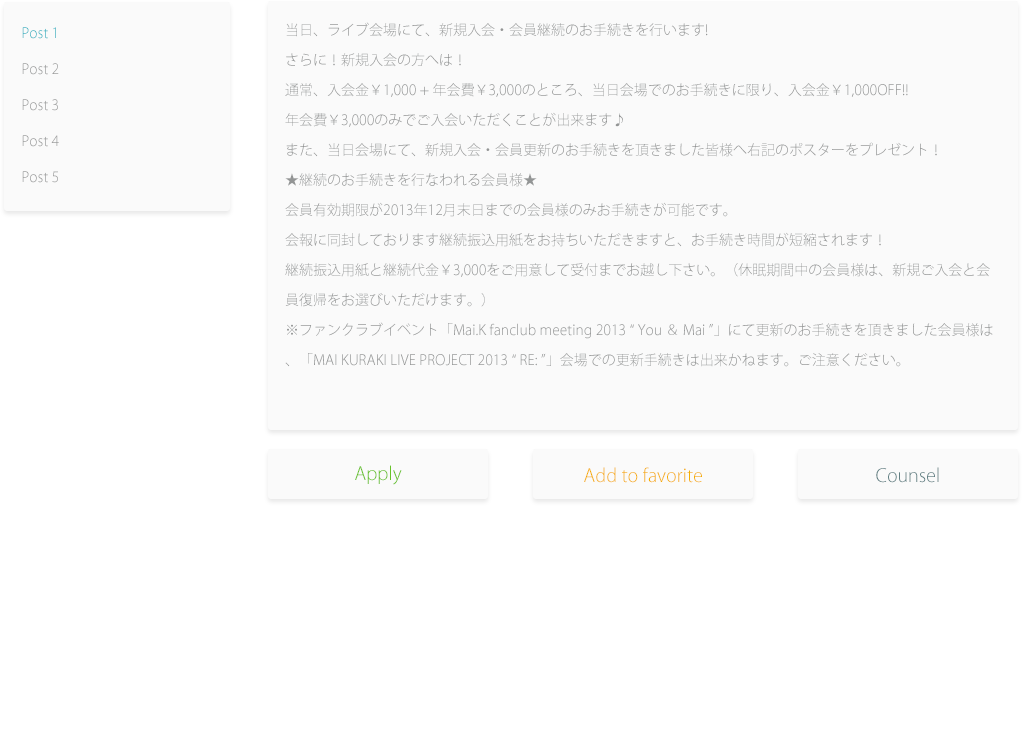 Post 1
Post 2
Post 3
Post 4
Post 5
当日、ライブ会場にて、新規入会・会員継続のお手続きを行います!
さらに！新規入会の方へは！
通常、入会金￥1,000 + 年会費￥3,000のところ、当日会場でのお手続きに限り、入会金￥1,000OFF!!
年会費￥3,000のみでご入会いただくことが出来ます♪
また、当日会場にて、新規入会・会員更新のお手続きを頂きました皆様へ右記のポスターをプレゼント！
★継続のお手続きを行なわれる会員様★
会員有効期限が2013年12月末日までの会員様のみお手続きが可能です。
会報に同封しております継続振込用紙をお持ちいただきますと、お手続き時間が短縮されます！
継続振込用紙と継続代金￥3,000をご用意して受付までお越し下さい。（休眠期間中の会員様は、新規ご入会と会
員復帰をお選びいただけます。）
※ファンクラブイベント「Mai.K fanclub meeting 2013 “ You ＆ Mai ”」にて更新のお手続きを頂きました会員様は
、「MAI KURAKI LIVE PROJECT 2013 “ RE: ”」会場での更新手続きは出来かねます。ご注意ください。
Apply
Add to favorite
Counsel